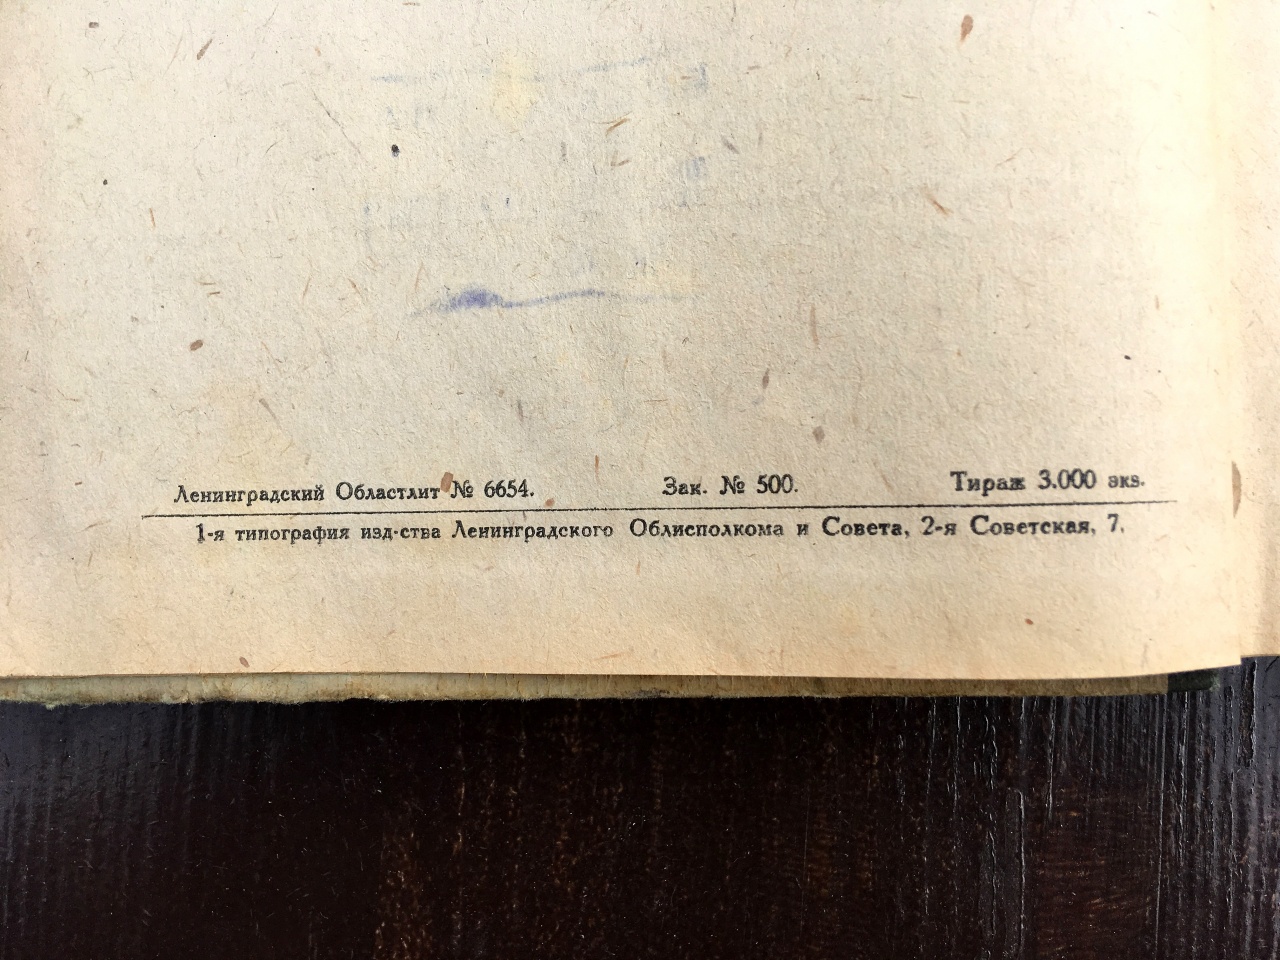 Ленинградский Областлит № 6654. Зак. № 500. Тираж 3.000 экз.
1-я типография изд-ства Ленинградского Облисполкома и Совета, 2-я Советская, 7.